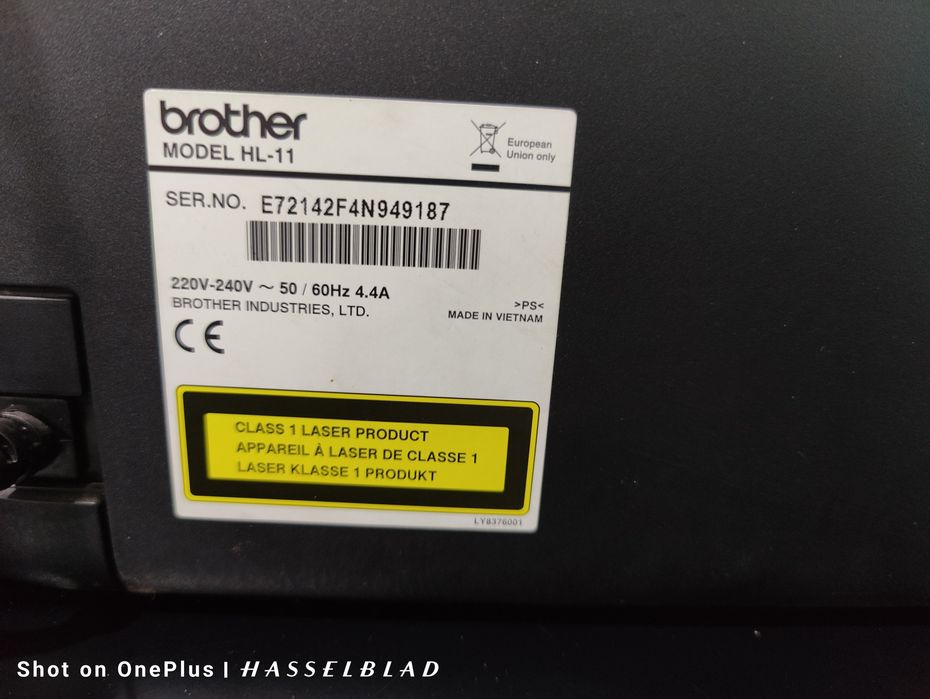 brother
MODEL HL-11
European
Union only
SER.NO. E72142F4N949187
220V-240V ～ 50 / 60Hz 4.4A
BROTHER INDUSTRIES, LTD.
>PS<
MADE IN VIETNAM
CE
CLASS 1 LASER PRODUCT
APPAREIL À LASER DE CLASSE 1
LASER KLASSE 1 PRODUKT
LY8376001
Shot on OnePlus | HASSELBLAD